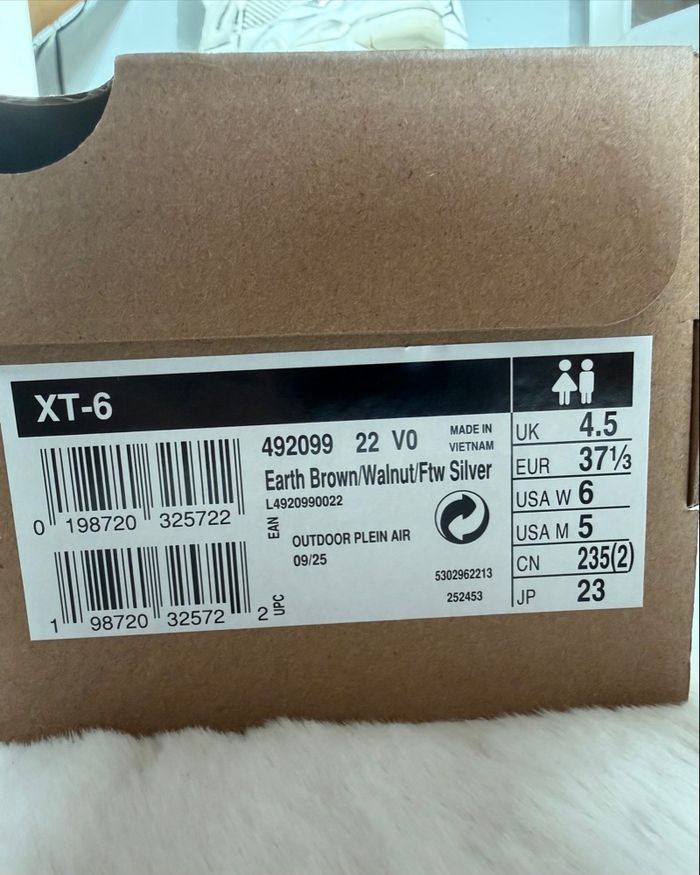 XT-6
492099 22 V0
MADE IN
VIETNAM
Earth Brown/Walnut/Ftw Silver
L4920990022
0 198720 325722
EAN
OUTDOOR PLEIN AIR
09/25
5302962213
252453
1 98720 32572 2
UPC
UK 4.5
EUR 37⅓
USA W 6
USA M 5
CN 235(2)
JP 23